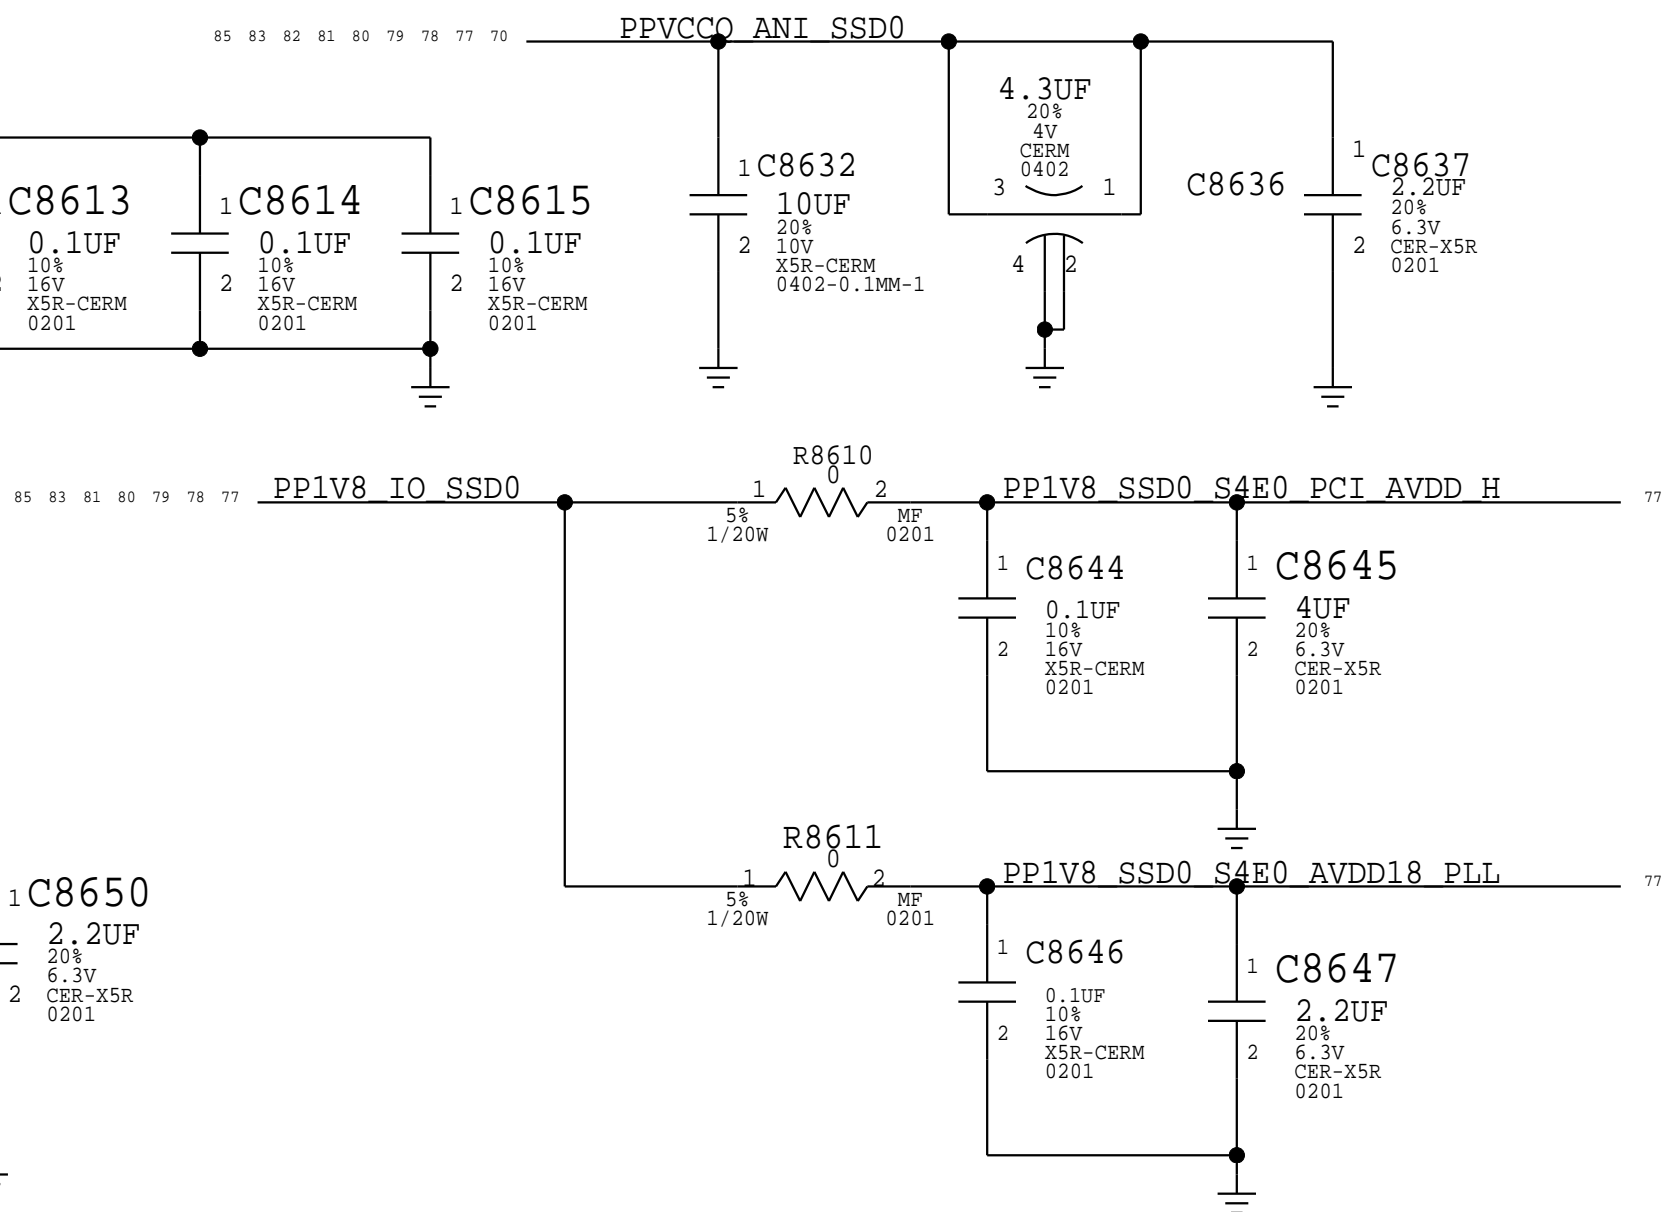 85 83 82 81 80 79 78 77 70
PPVCCQ_ANI_SSD0
4.3UF
20%
4V
CERM
0402
3
1
4
2
C8636
1
C8632
10UF
20%
10V
X5R-CERM
0402-0.1MM-1
2
1
C8637
2.2UF
20%
6.3V
CER-X5R
0201
2
C8613
0.1UF
10%
16V
X5R-CERM
0201
1
C8614
0.1UF
10%
16V
X5R-CERM
0201
2
1
C8615
0.1UF
10%
16V
X5R-CERM
0201
2
85 83 81 80 79 78 77
PP1V8_IO_SSD0
R8610
0
1
2
5%
1/20W
MF
0201
PP1V8_SSD0_S4E0_PCI_AVDD_H
77
1
C8644
0.1UF
10%
16V
X5R-CERM
0201
2
1
C8645
4UF
20%
6.3V
CER-X5R
0201
2
R8611
0
1
2
5%
1/20W
MF
0201
PP1V8_SSD0_S4E0_AVDD18_PLL
77
1
C8650
2.2UF
20%
6.3V
CER-X5R
0201
2
1
C8646
0.1UF
10%
16V
X5R-CERM
0201
2
1
C8647
2.2UF
20%
6.3V
CER-X5R
0201
2